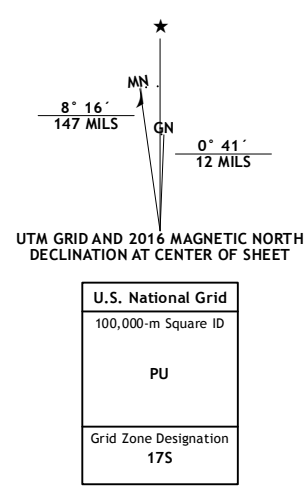 MN
8° 16´
147 MILS
GN
0° 41´
12 MILS
UTM GRID AND 2016 MAGNETIC NORTH
DECLINATION AT CENTER OF SHEET
U.S. National Grid
100,000-m Square ID
PU
Grid Zone Designation
17S